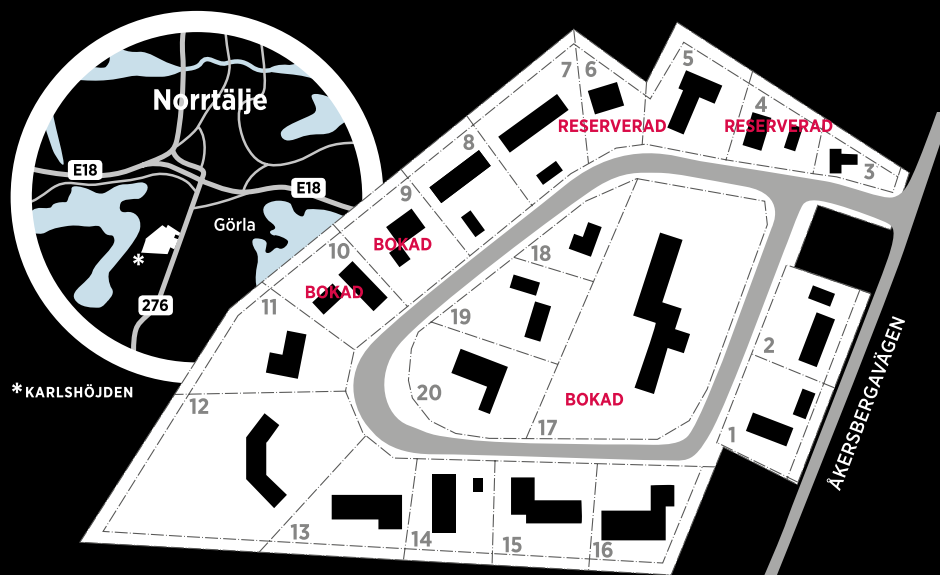 Norrtälje
E18
E18
Görla
*
276
* KARLSHÖJDEN
7
6
5
RESERVERAD
4
RESERVERAD
3
8
9
BOKAD
10
BOKAD
11
12
18
19
20
BOKAD
17
2
1
ÅKERSBERGAVÄGEN
13
14
15
16